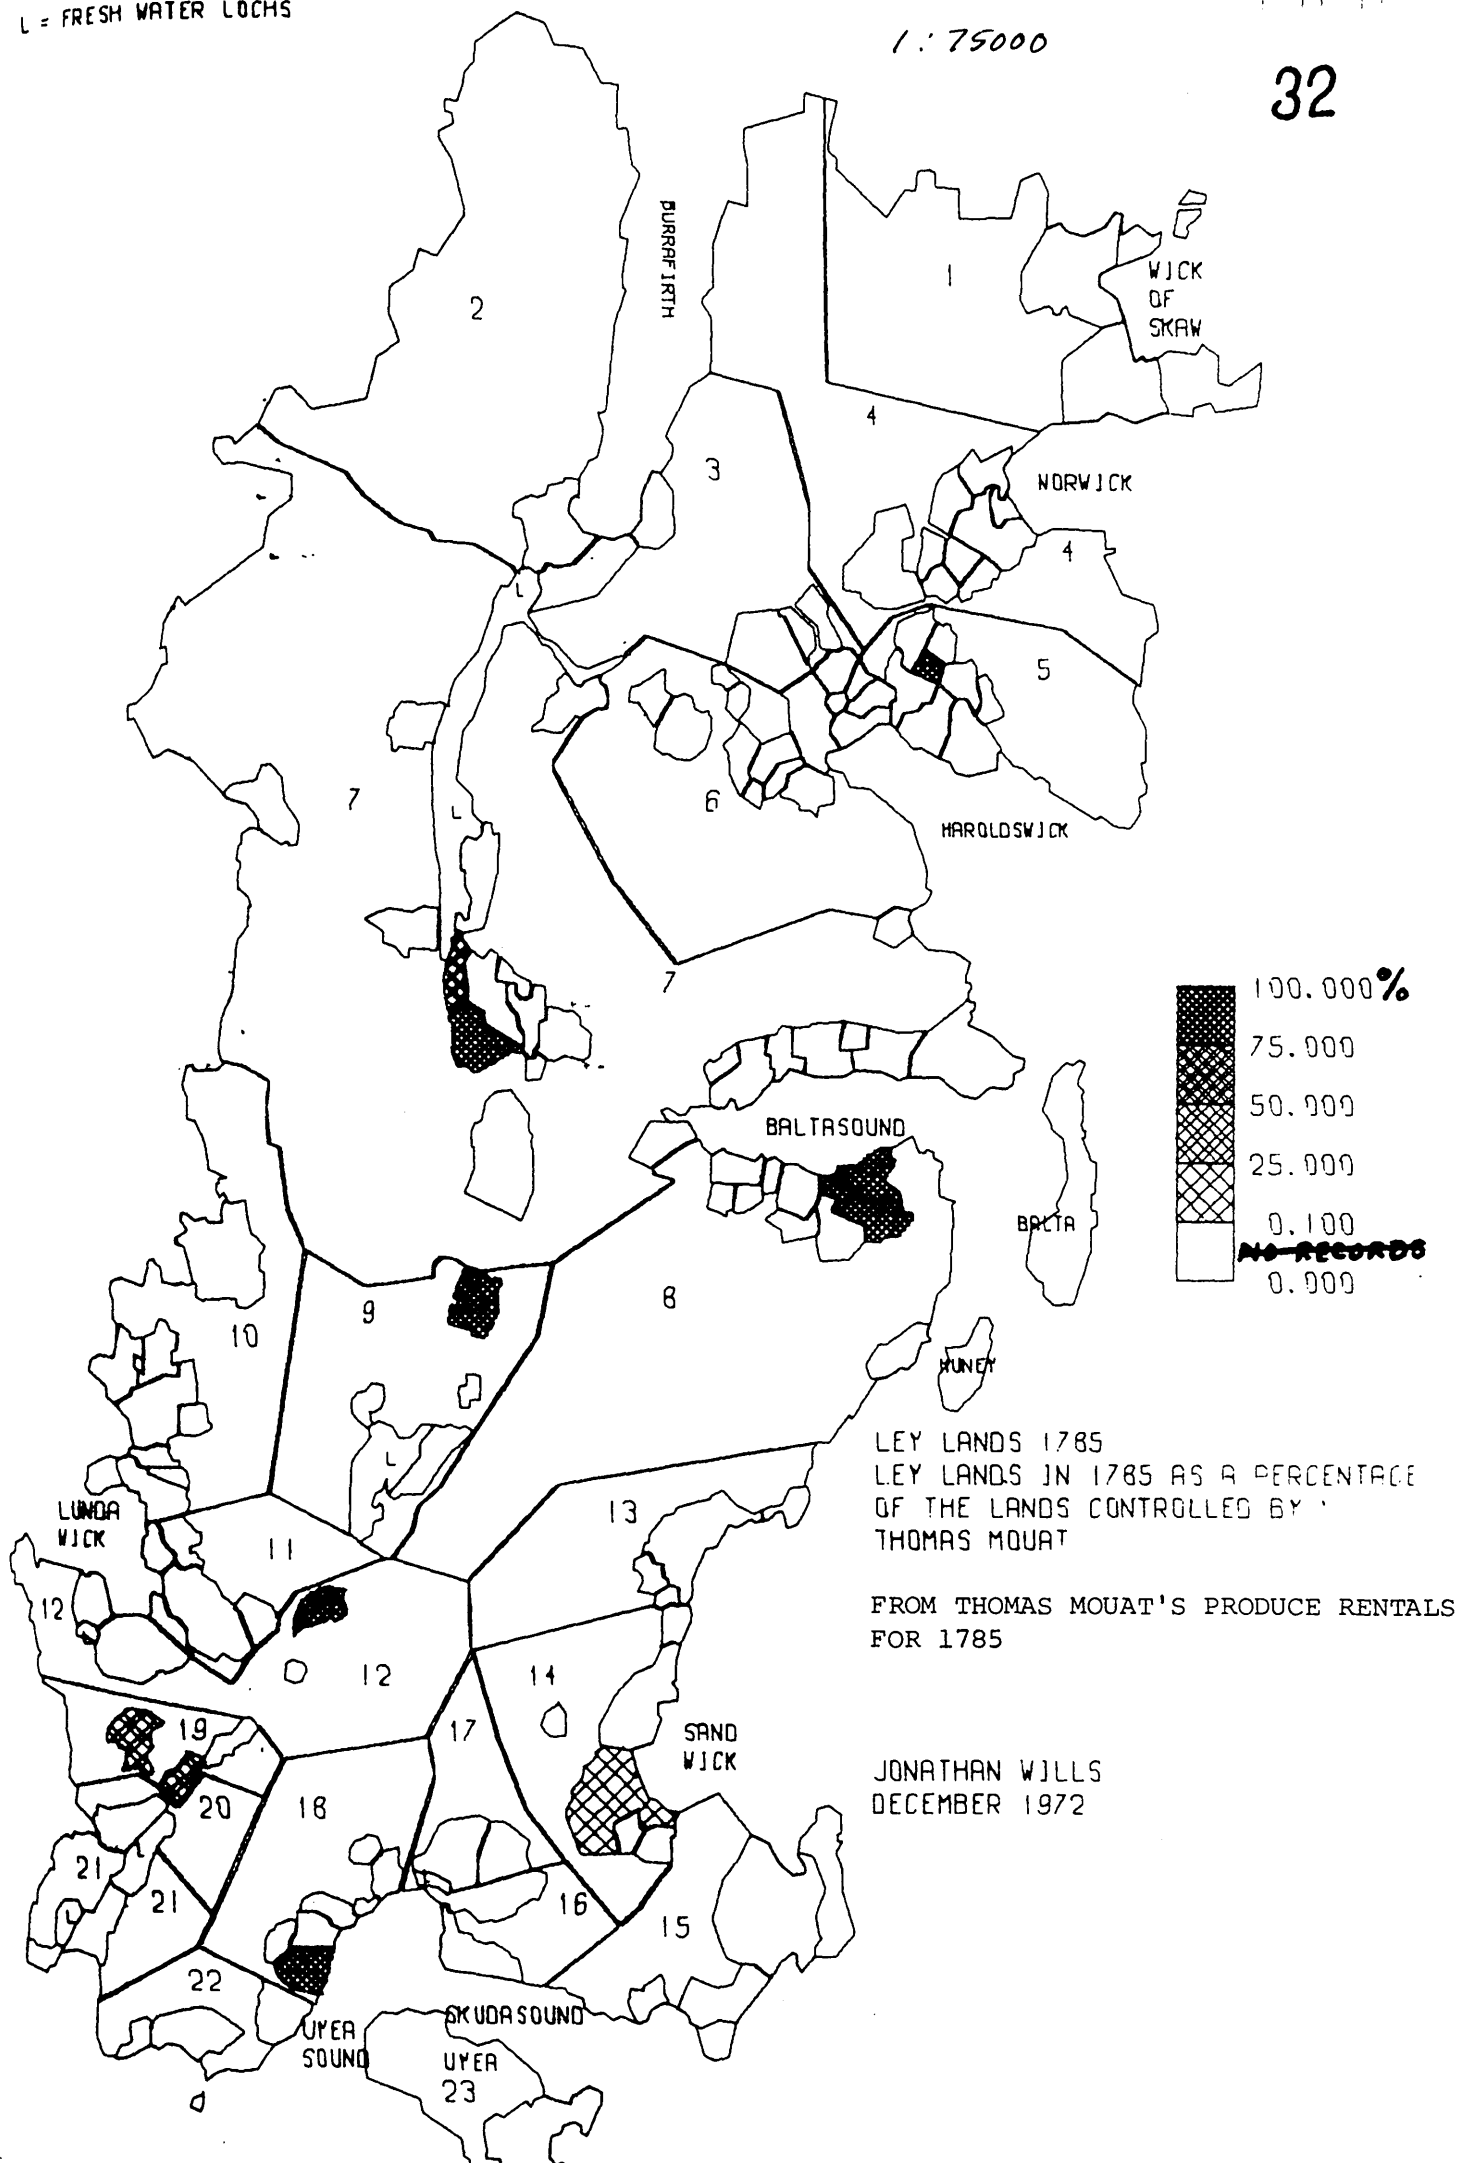 L = FRESH WATER LOCHS
1 : 75000
32
BURRAFIRTH
1
2
WICK
OF
SKAW
4
3
NORWICK
4
L
5
7
L
6
HAROLDSWICK
7
100.000%
75.000
50.000
25.000
0.100
NO RECORDS
0.000
BALTASOUND
BALTA
8
9
10
HUNEY
L
LEY LANDS 1785
LEY LANDS IN 1785 AS A PERCENTAGE
OF THE LANDS CONTROLLED BY
THOMAS MOUAT
LUNDA
WICK
13
11
12
FROM THOMAS MOUAT'S PRODUCE RENTALS
FOR 1785
12
14
19
17
SAND
WICK
JONATHAN WILLS
DECEMBER 1972
20
18
21
L
21
16
15
L
22
SKUDASOUND
UYEA
SOUND
UYEA
23